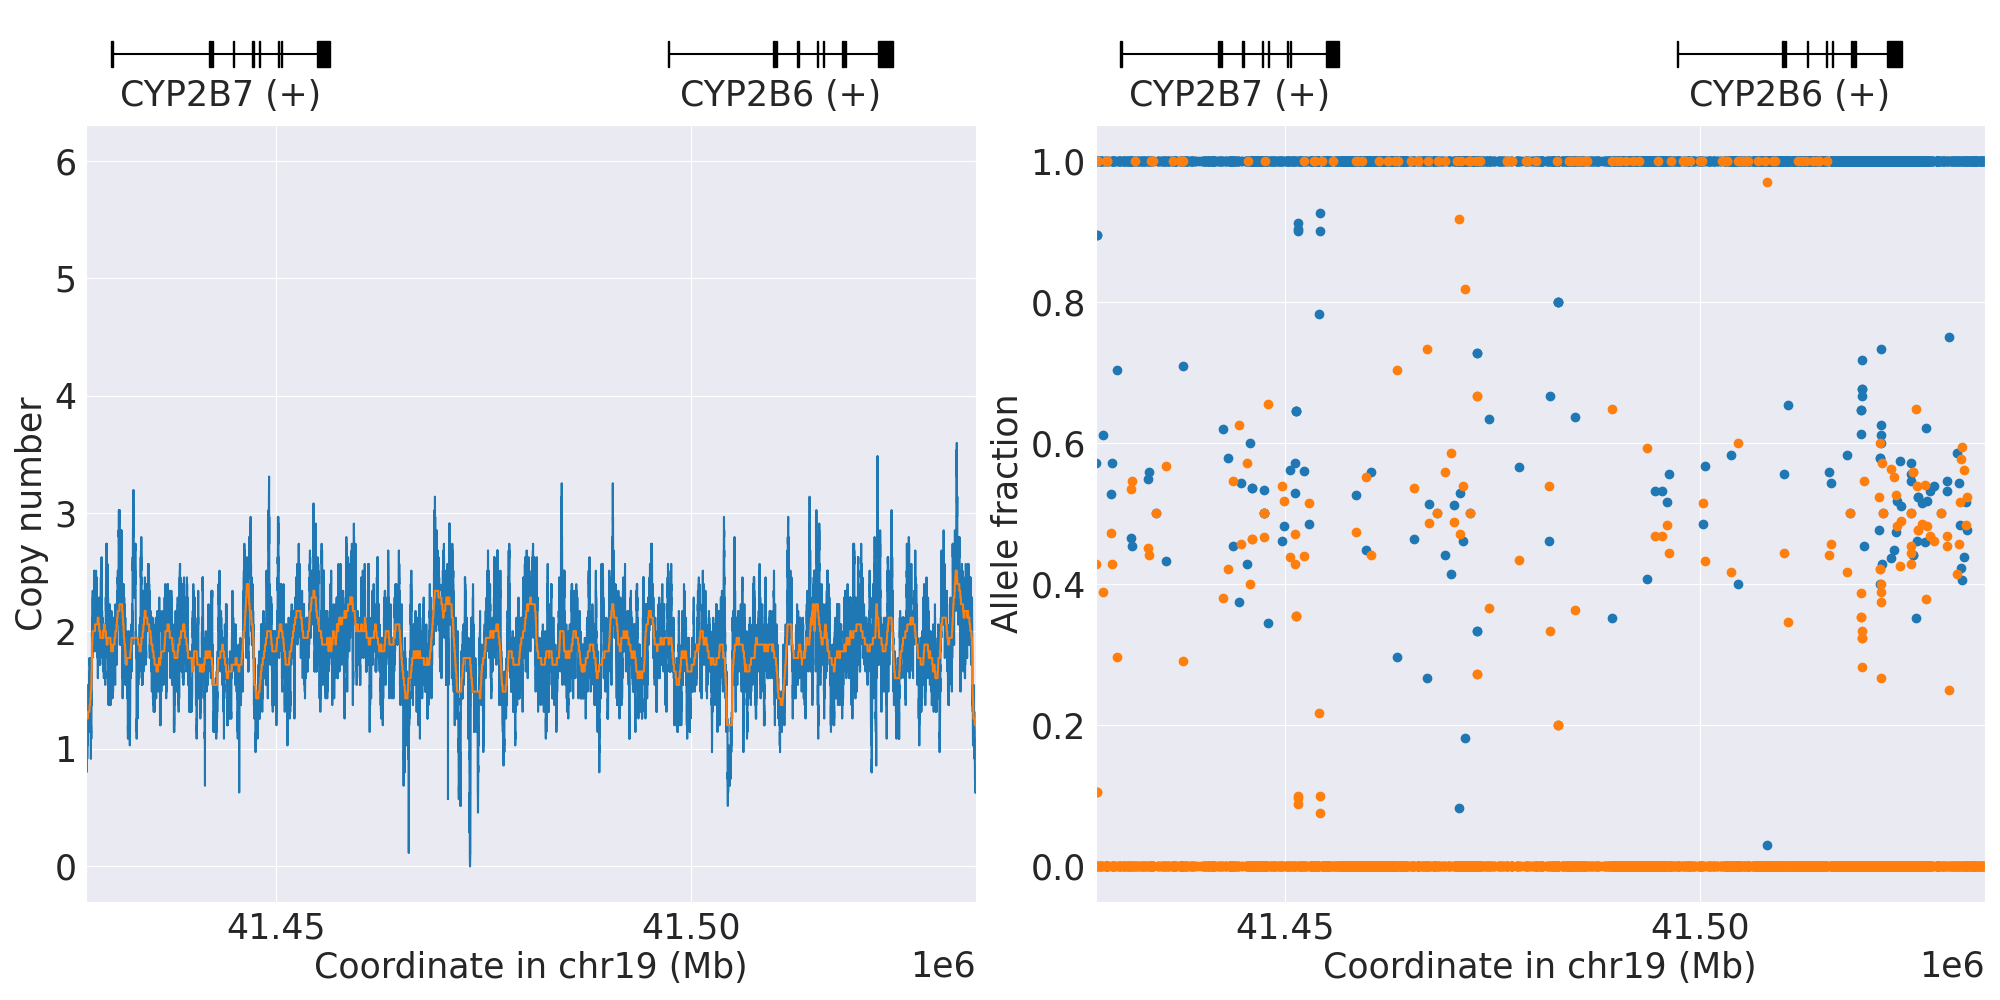 CYP2B7 (+)
CYP2B6 (+)
CYP2B7 (+)
CYP2B6 (+)
6
5
4
3
2
1
0
Copy number
41.45
41.50
Coordinate in chr19 (Mb)
1e6
1.0
0.8
0.6
0.4
0.2
0.0
Allele fraction
41.45
41.50
Coordinate in chr19 (Mb)
1e6